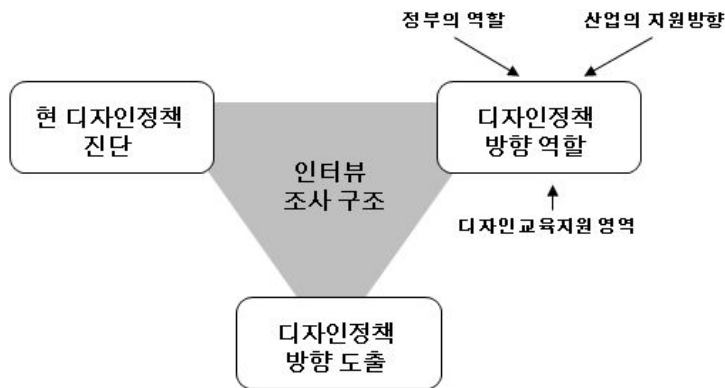 정부의 역할
산업의 지원방향
현 디자인정책
진단
디자인정책
방향 역할
인터뷰
조사 구조
디자인교육지원 영역
디자인정책
방향 도출